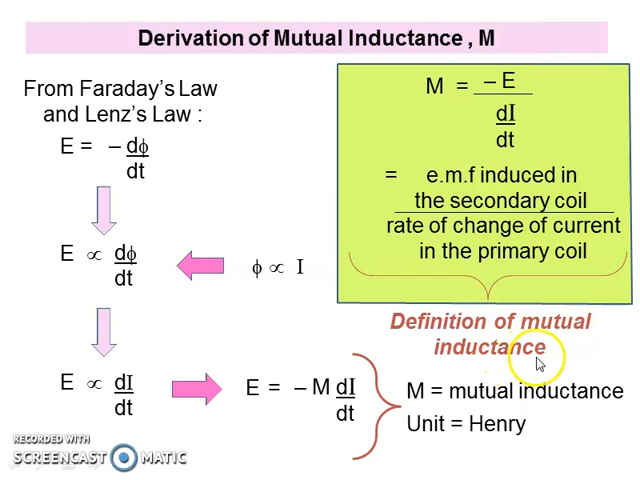 Derivation of Mutual Inductance , M
From Faraday's Law
and Lenz's Law :
E = – dϕ
dt
E ∝ dϕ
dt
ϕ ∝ I
E ∝ dI
dt
E = – M dI
dt
M = – E
dI
dt
= e.m.f induced in
the secondary coil
rate of change of current
in the primary coil
Definition of mutual
inductance
M = mutual inductance
Unit = Henry
RECORDED WITH
SCREENCAST MATIC